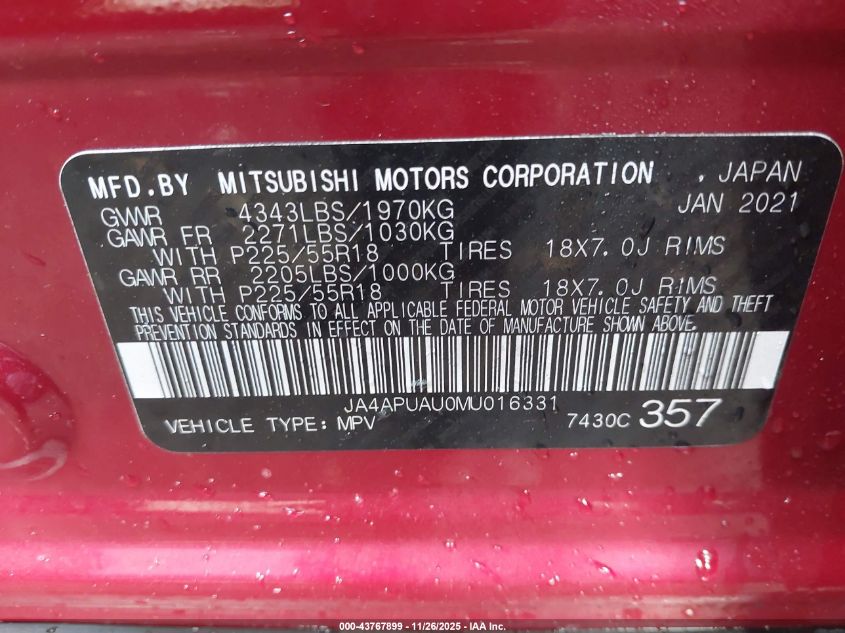 MFD.BY MITSUBISHI MOTORS CORPORATION , JAPAN
GVWR 4343LBS/1970KG JAN 2021
GAWR FR 2271LBS/1030KG
WITH P225/55R18 TIRES 18X7.0J RIMS
GAWR RR 2205LBS/1000KG
WITH P225/55R18 TIRES 18X7.0J RIMS
THIS VEHICLE CONFORMS TO ALL APPLICABLE FEDERAL MOTOR VEHICLE SAFETY AND THEFT
PREVENTION STANDARDS IN EFFECT ON THE DATE OF MANUFACTURE SHOWN ABOVE.
JA4APUAU0MU016331
VEHICLE TYPE: MPV 7430C 357
000-43767899 - 11/26/2025 - IAA Inc.